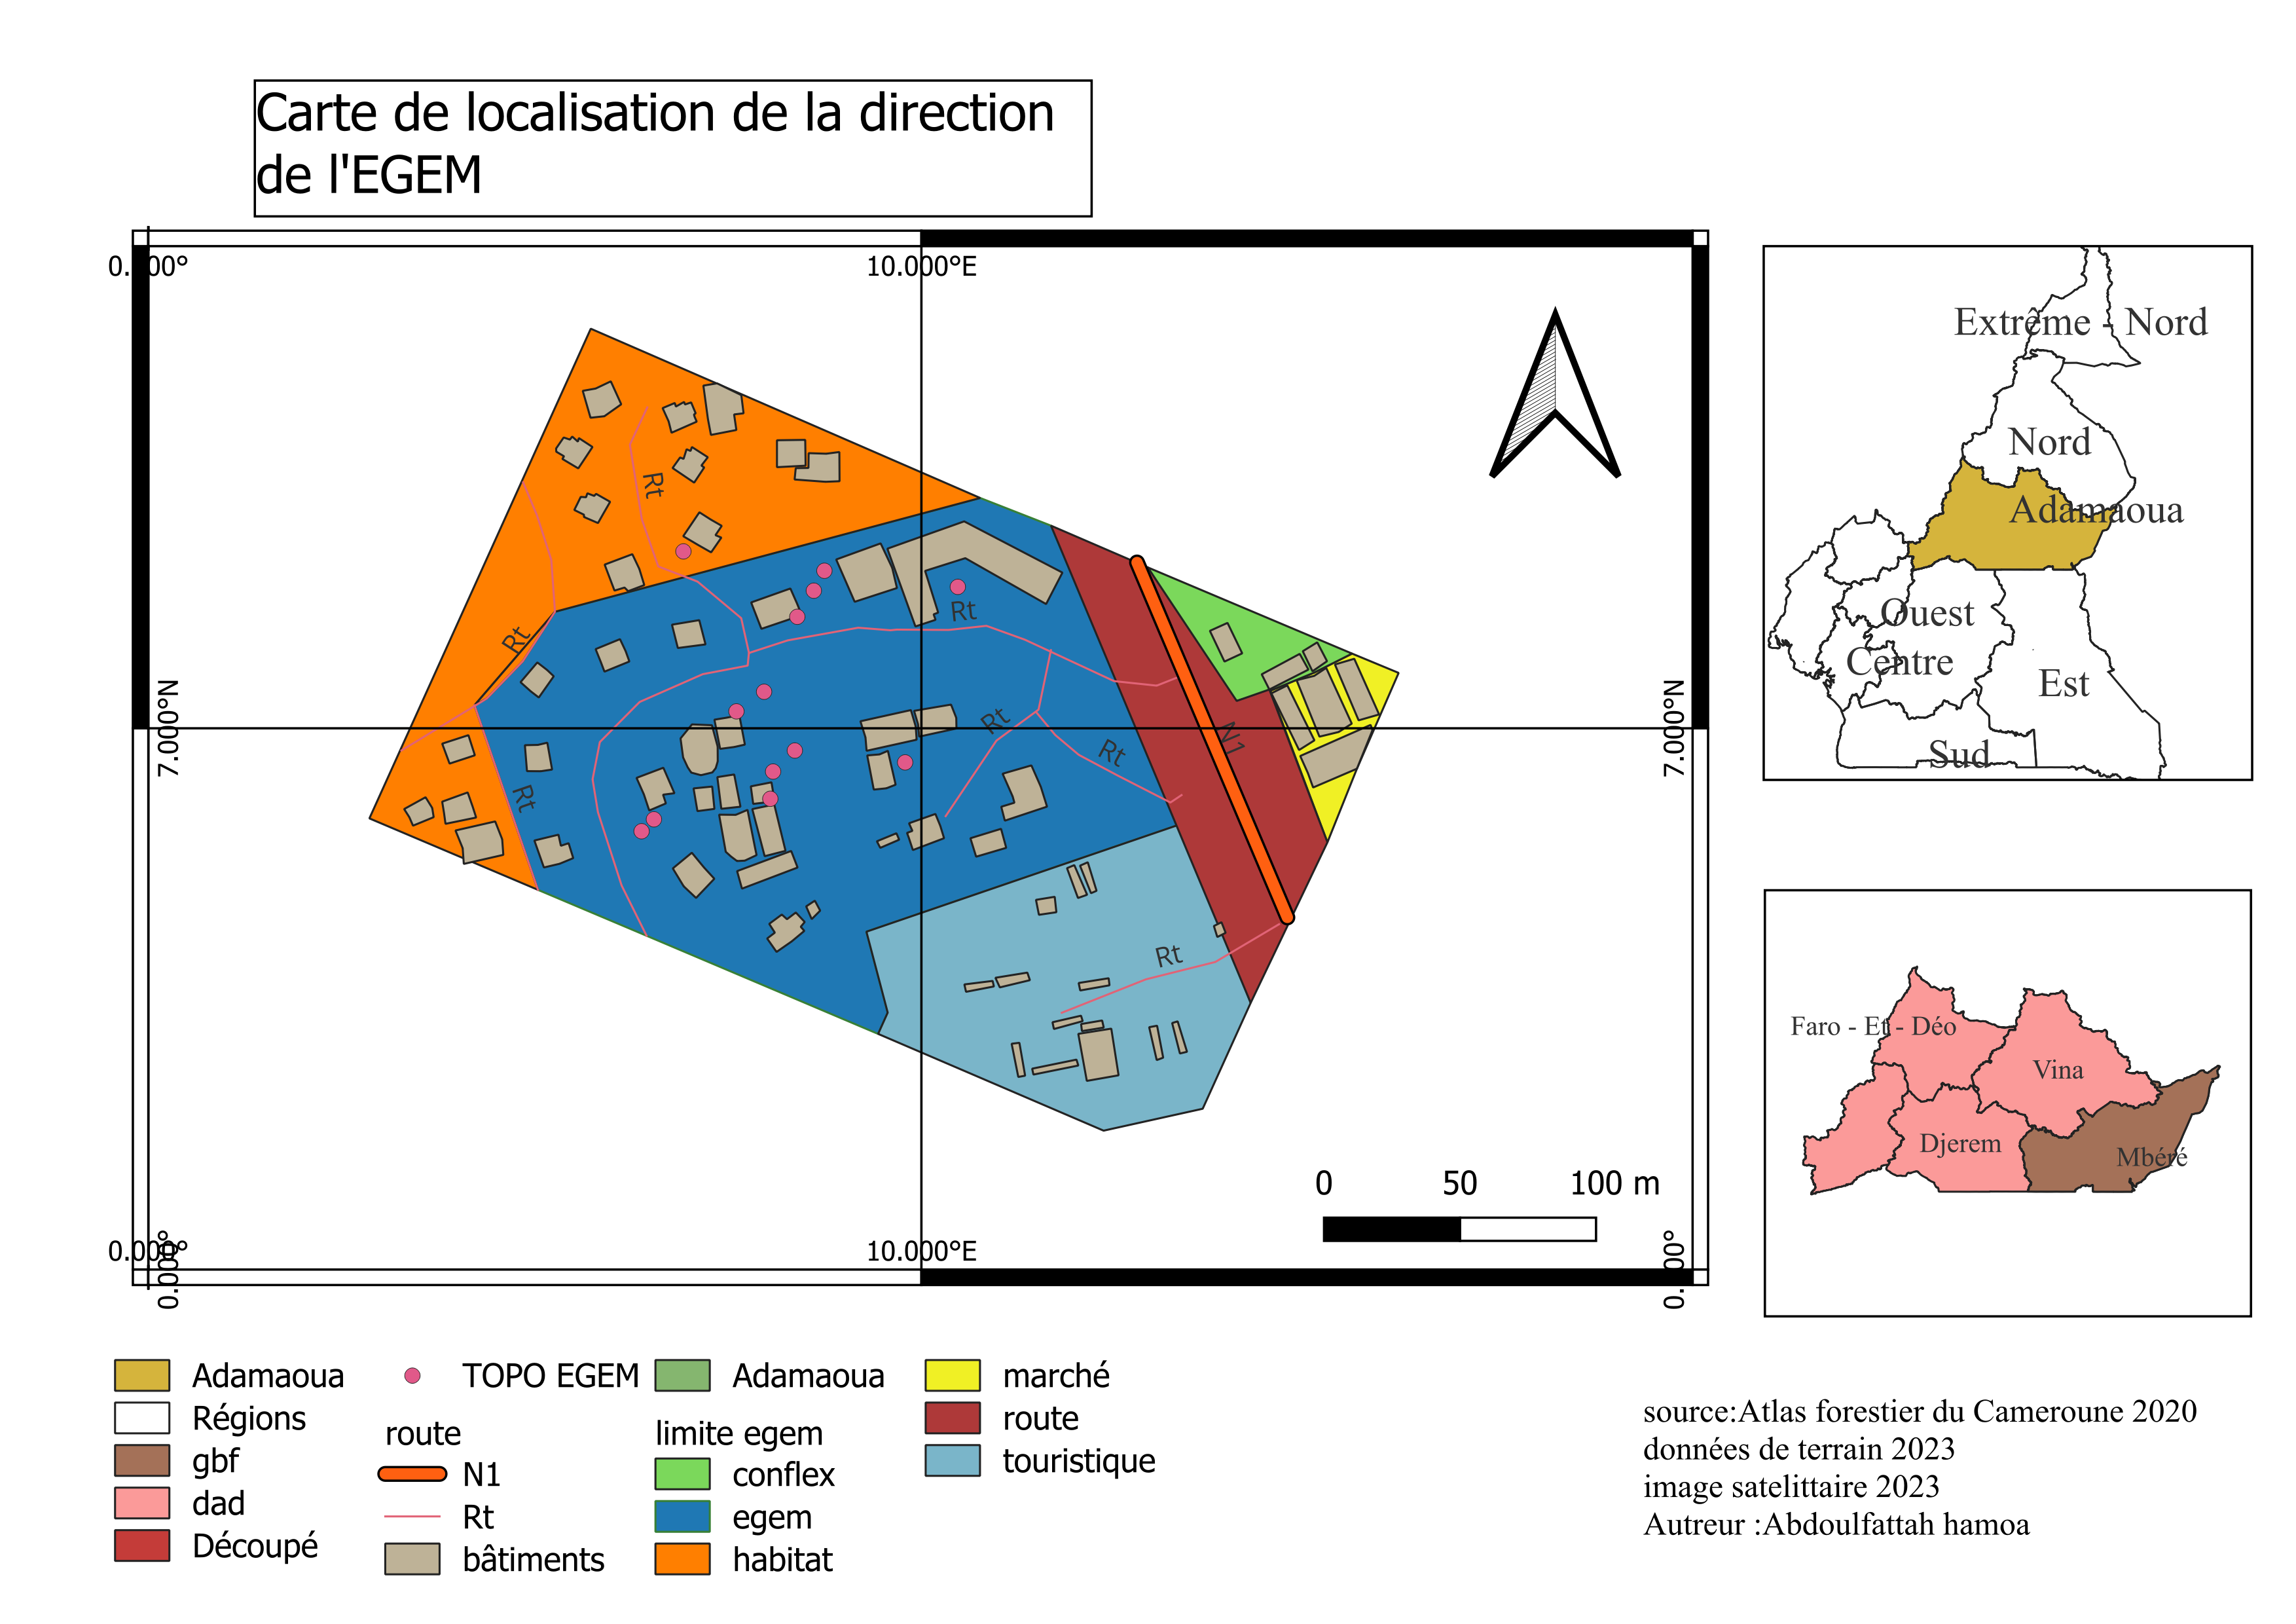 Carte de localisation de la direction
de l'EGEM
10.000°E
Rt
Rt
Rt
Rt
Rt
Rt
Rt
N1
7.000°N
7.000°N
0 50 100 m
0.000° 10.000°E
0.000°
Extrême - Nord
Nord
Adamaoua
Ouest
Centre
Est
Sud
Faro - Et - Déo
Vina
Djerem
Mbéré
Adamaoua
Régions
gbf
dad
Découpé
TOPO EGEM
route
N1
Rt
bâtiments
Adamaoua
limite egem
conflex
egem
habitat
marché
route
touristique
source:Atlas forestier du Cameroune 2020
données de terrain 2023
image satelittaire 2023
Autreur :Abdoulfattah hamoa